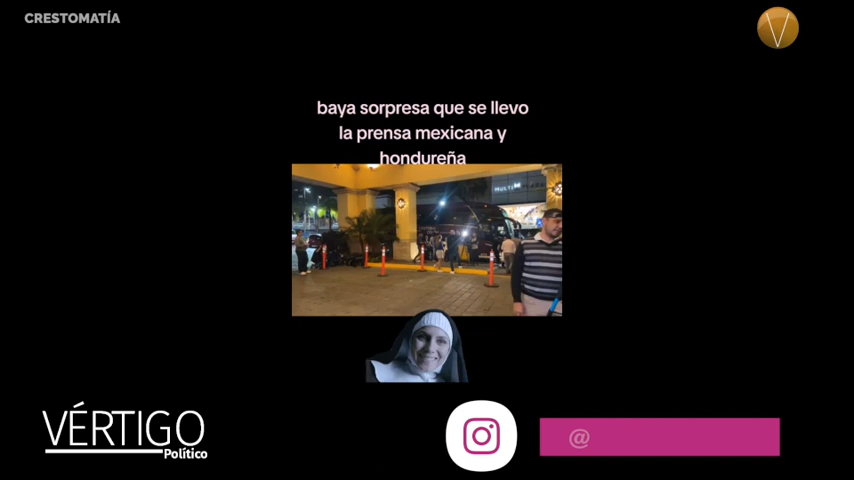 CRESTOMATÍA
V
baya sorpresa que se llevo
la prensa mexicana y
hondureña
VÉRTIGO
Político
@